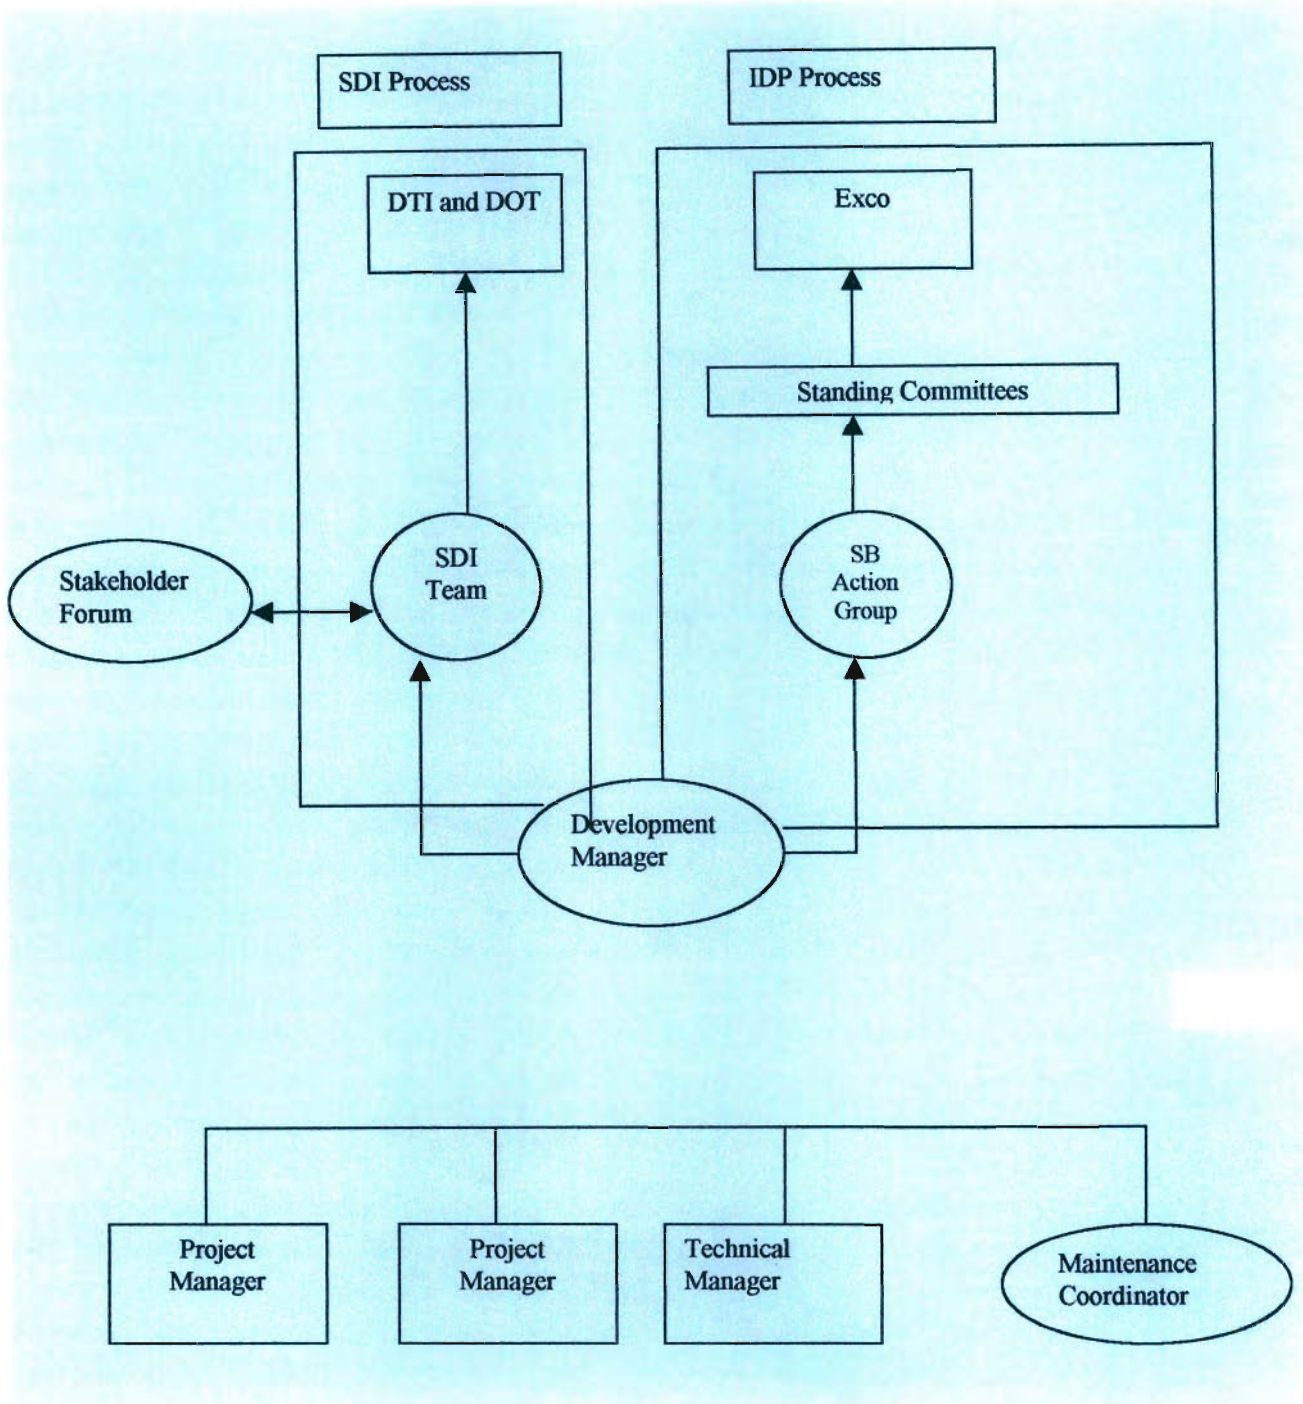 SDI Process
IDP Process
DTI and DOT
Exco
Standing Committees
SDI
Team
SB
Action
Group
Stakeholder
Forum
Development
Manager
Project
Manager
Project
Manager
Technical
Manager
Maintenance
Coordinator